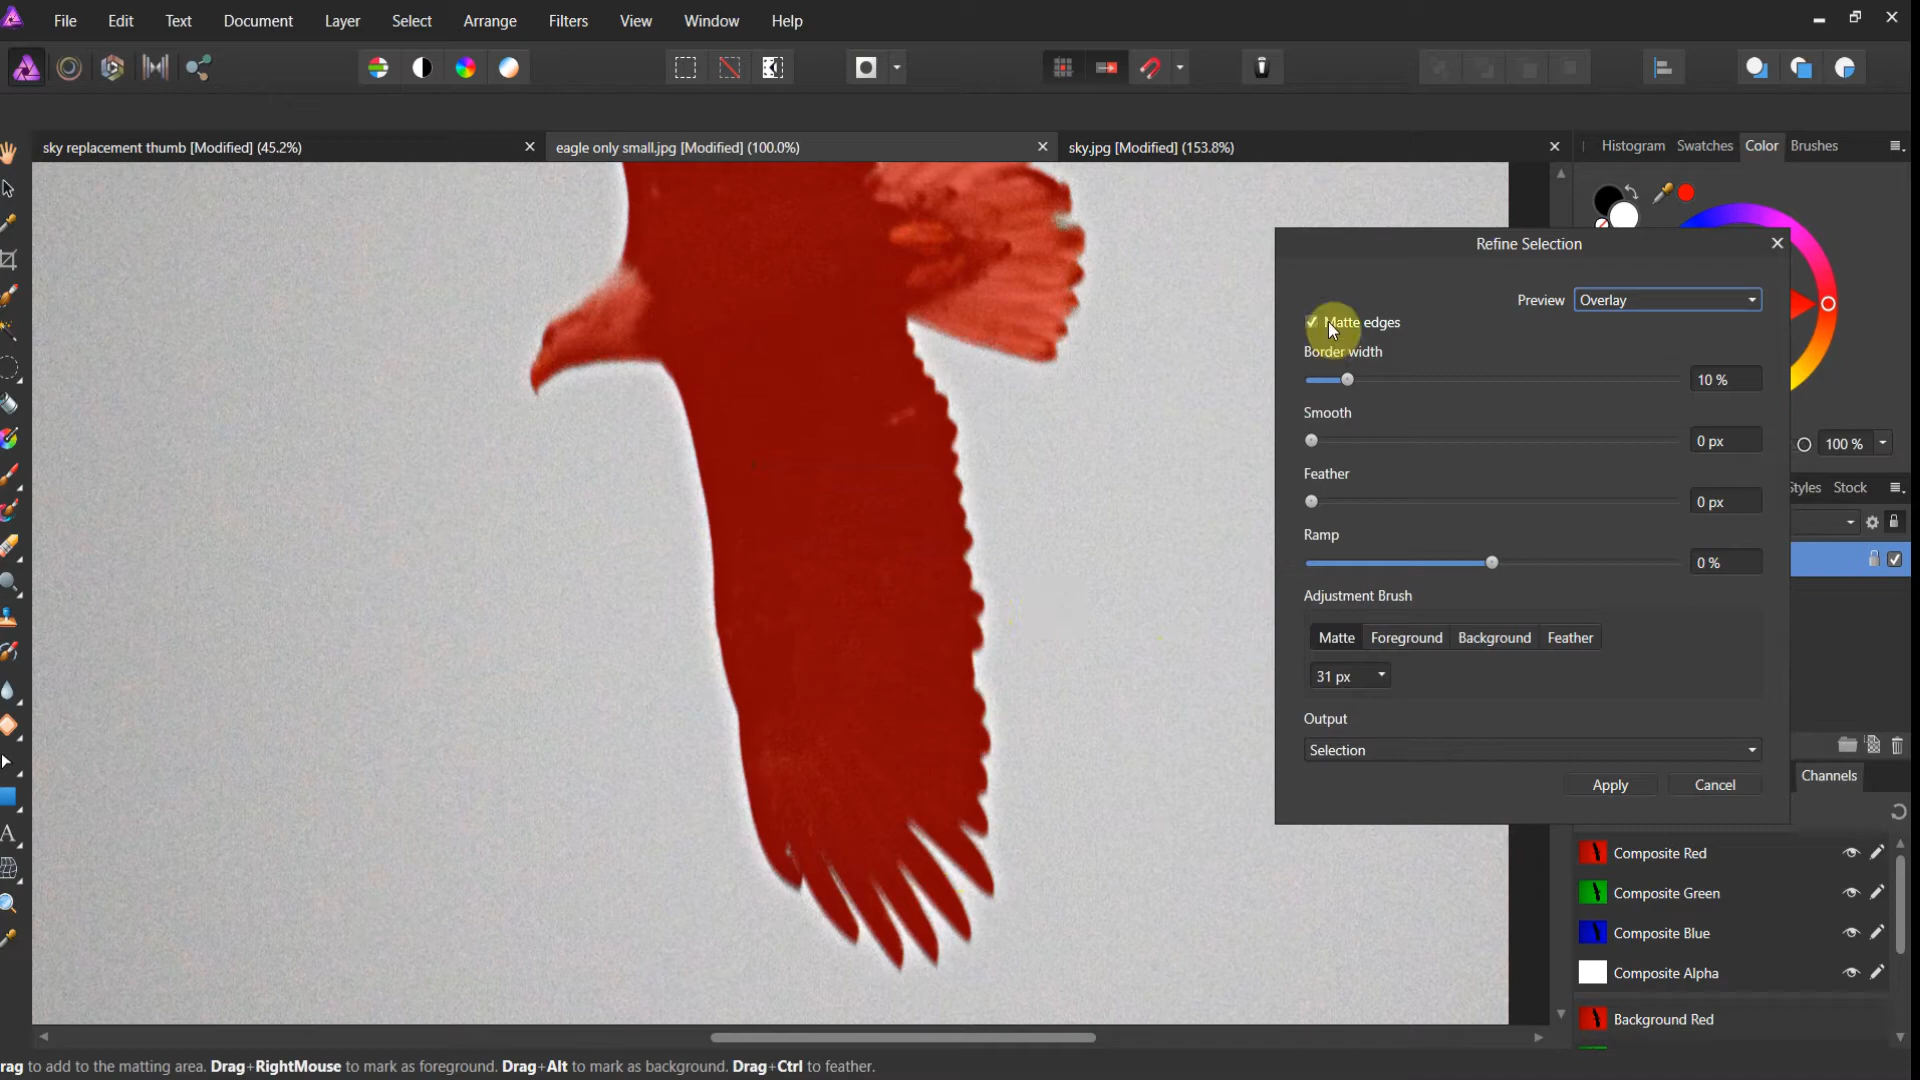 File Edit Text Document Layer Select Arrange Filters View Window Help
sky replacement thumb [Modified] (45.2%)
eagle only small.jpg [Modified] (100.0%)
sky.jpg [Modified] (153.8%)
Histogram Swatches Color Brushes
Refine Selection
Preview Overlay
Matte edges
Border width
10 %
Smooth
0 px
100 %
Feather
0 px
Styles Stock
Ramp
0 %
Adjustment Brush
Matte Foreground Background Feather
31 px
Output
Selection
Apply Cancel
Channels
Composite Red
Composite Green
Composite Blue
Composite Alpha
Background Red
rag to add to the matting area. Drag+RightMouse to mark as foreground. Drag+Alt to mark as background. Drag+Ctrl to feather.